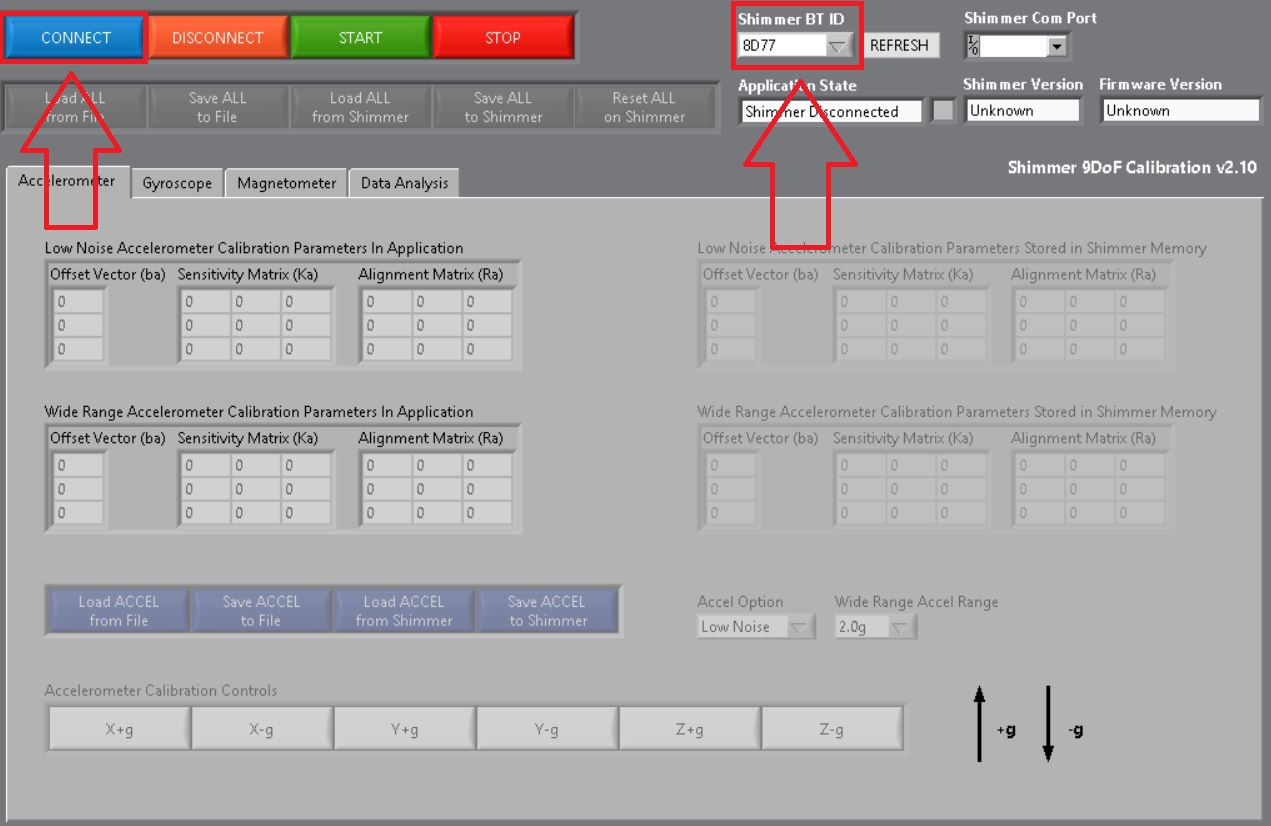 CONNECT DISCONNECT START STOP
Shimmer BT ID
8D77 REFRESH
Shimmer Com Port
I/O
Load ALL
from File
Save ALL
to File
Load ALL
from Shimmer
Save ALL
to Shimmer
Reset ALL
on Shimmer
Application State
Shimmer Disconnected
Shimmer Version
Unknown
Firmware Version
Unknown
Shimmer 9DoF Calibration v2.10
Accelerometer Gyroscope Magnetometer Data Analysis
Low Noise Accelerometer Calibration Parameters In Application
Offset Vector (ba) Sensitivity Matrix (Ka) Alignment Matrix (Ra)
0 0 0 0 0 0 0
0 0 0 0 0 0 0
0 0 0 0 0 0 0
Low Noise Accelerometer Calibration Parameters Stored in Shimmer Memory
Offset Vector (ba) Sensitivity Matrix (Ka) Alignment Matrix (Ra)
0 0 0 0 0 0 0
0 0 0 0 0 0 0
0 0 0 0 0 0 0
Wide Range Accelerometer Calibration Parameters In Application
Offset Vector (ba) Sensitivity Matrix (Ka) Alignment Matrix (Ra)
0 0 0 0 0 0 0
0 0 0 0 0 0 0
0 0 0 0 0 0 0
Wide Range Accelerometer Calibration Parameters Stored in Shimmer Memory
Offset Vector (ba) Sensitivity Matrix (Ka) Alignment Matrix (Ra)
0 0 0 0 0 0 0
0 0 0 0 0 0 0
0 0 0 0 0 0 0
Load ACCEL
from File
Save ACCEL
to File
Load ACCEL
from Shimmer
Save ACCEL
to Shimmer
Accel Option
Low Noise
Wide Range Accel Range
2.0g
Accelerometer Calibration Controls
X+g X-g Y+g Y-g Z+g Z-g
+g -g